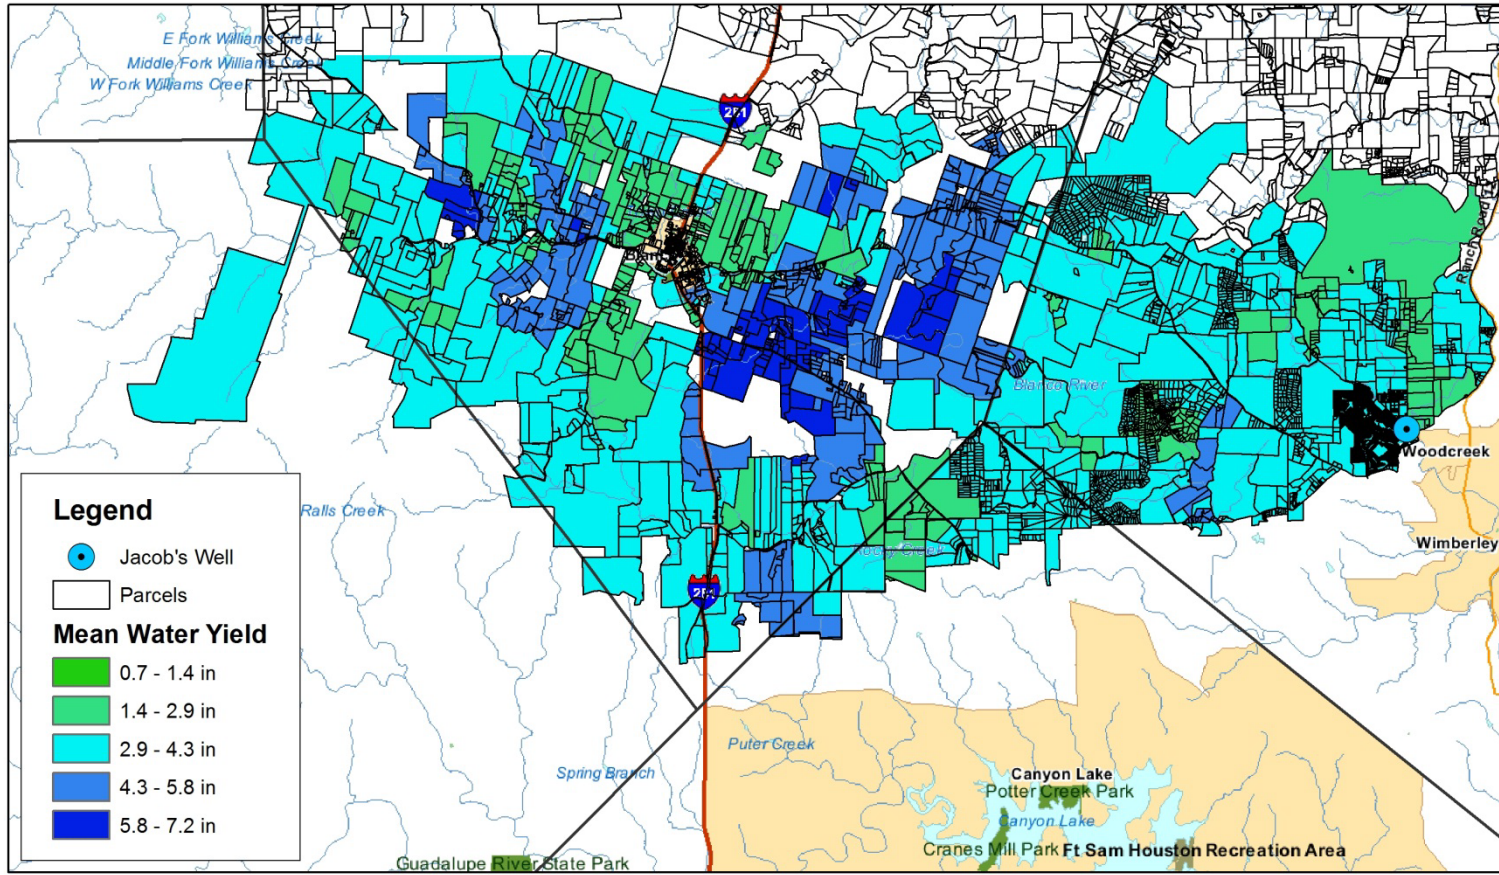 E Fork Williams Creek
Middle Fork Williams Creek
W Fork Williams Creek
281
Blanco River
Woodcreek
Wimberley
Ralls Creek
Rocky Creek
Legend
Jacob's Well
Parcels
Mean Water Yield
0.7 - 1.4 in
1.4 - 2.9 in
2.9 - 4.3 in
4.3 - 5.8 in
5.8 - 7.2 in
Puter Creek
Spring Branch
Canyon Lake
Potter Creek Park
Canyon Lake
Cranes Mill Park
Ft Sam Houston Recreation Area
Guadalupe River State Park